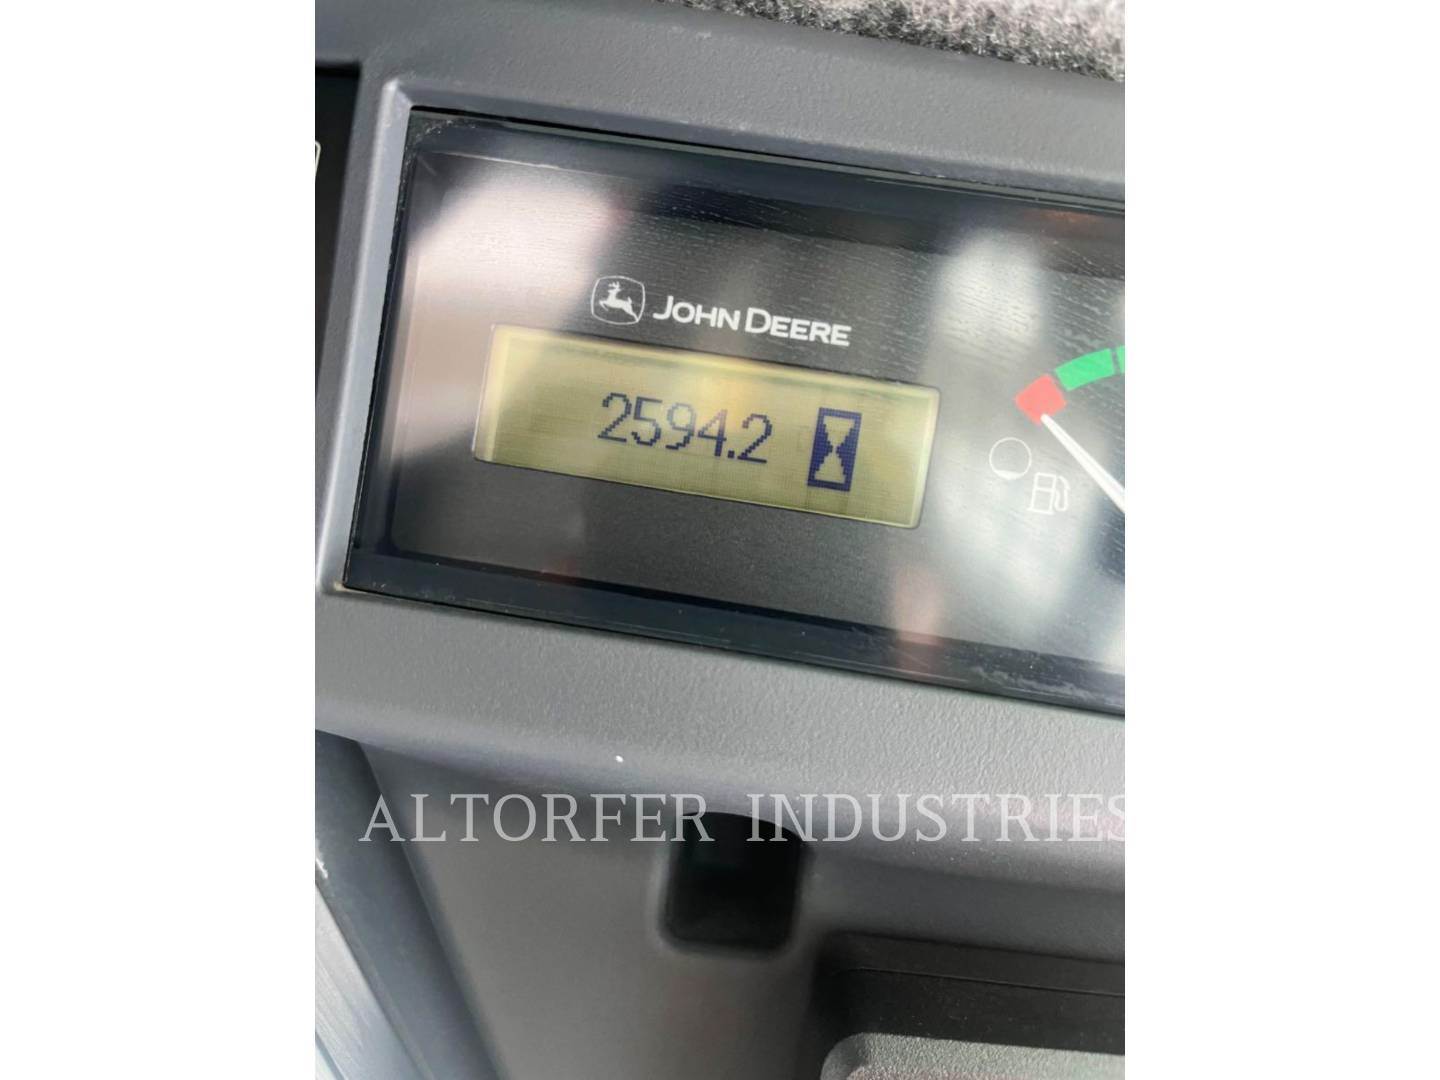 JOHN DEERE
2594.2
ALTORFER INDUSTRIES